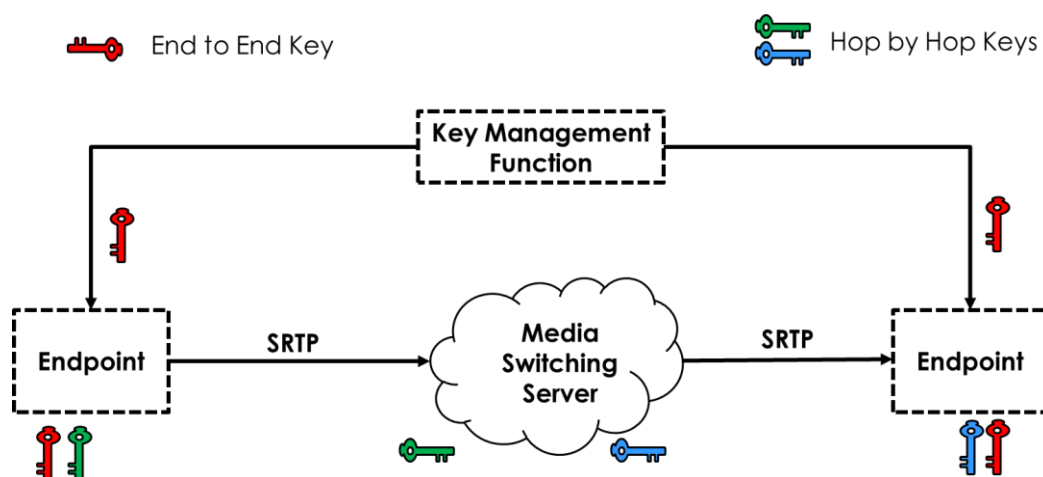 End to End Key
Hop by Hop Keys
Key Management
Function
SRTP
SRTP
Endpoint
Media
Switching
Server
Endpoint